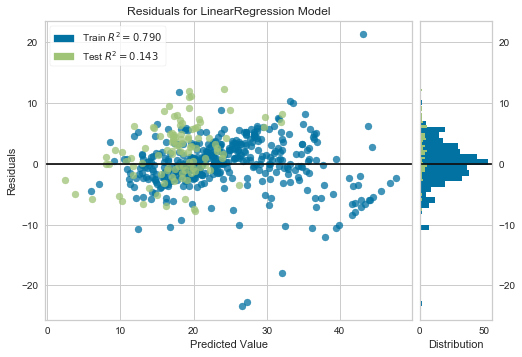 Residuals for LinearRegression Model
Train R² = 0.790
Test R² = 0.143
20
10
0
−10
−20
Residuals
0
10
20
30
40
Predicted Value
20
10
0
−10
−20
0
50
Distribution